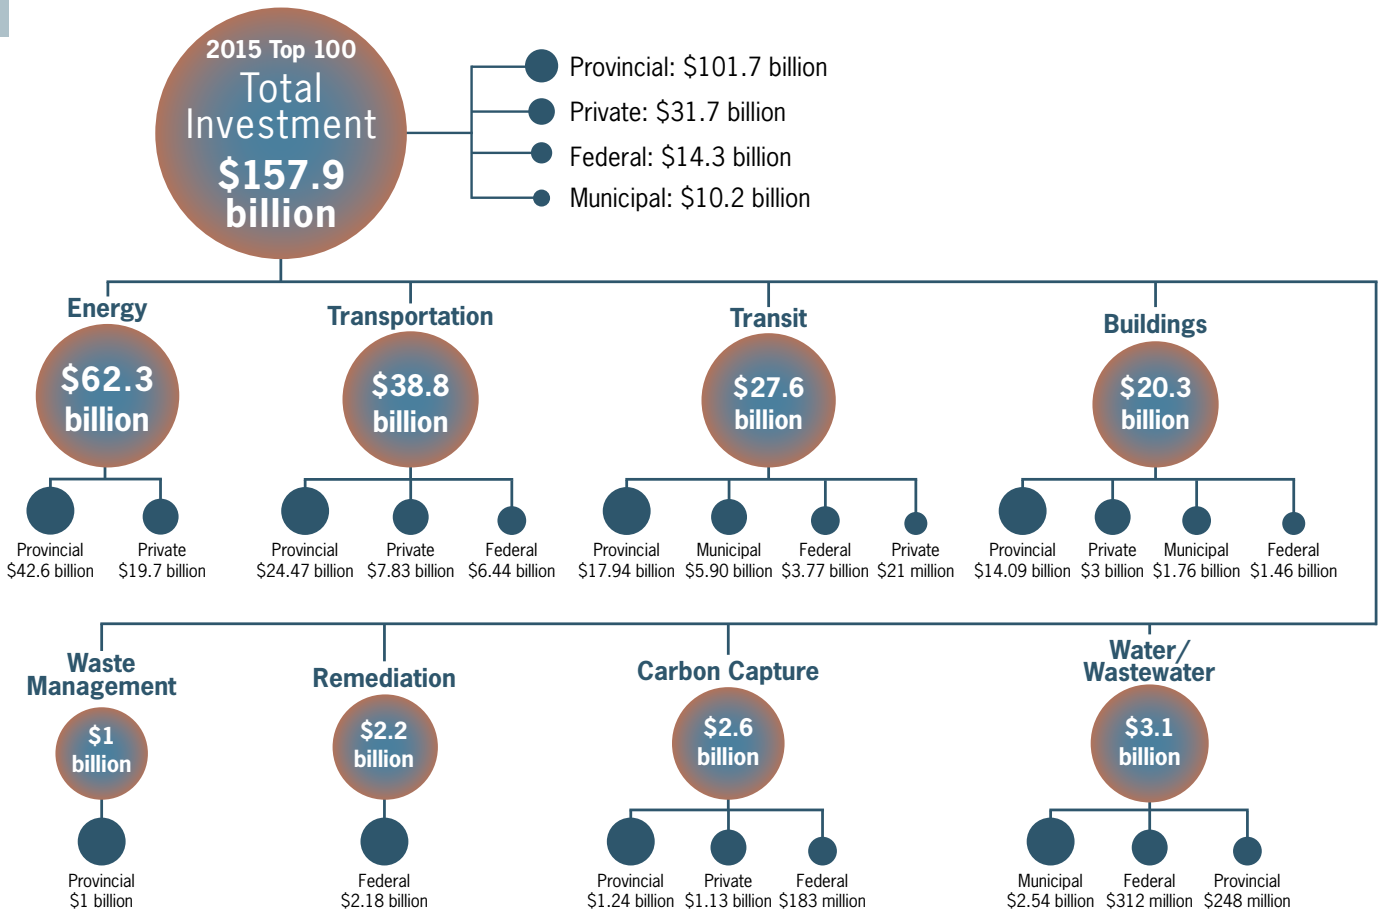 2015 Top 100
Total
Investment
$157.9
billion
Provincial: $101.7 billion
Private: $31.7 billion
Federal: $14.3 billion
Municipal: $10.2 billion
Energy
$62.3
billion
Provincial
$42.6 billion
Private
$19.7 billion
Transportation
$38.8
billion
Provincial
$24.47 billion
Private
$7.83 billion
Federal
$6.44 billion
Transit
$27.6
billion
Provincial
$17.94 billion
Municipal
$5.90 billion
Federal
$3.77 billion
Private
$21 million
Buildings
$20.3
billion
Provincial
$14.09 billion
Private
$3 billion
Municipal
$1.76 billion
Federal
$1.46 billion
Waste
Management
$1
billion
Provincial
$1 billion
Remediation
$2.2
billion
Federal
$2.18 billion
Carbon Capture
$2.6
billion
Provincial
$1.24 billion
Private
$1.13 billion
Federal
$183 million
Water/
Wastewater
$3.1
billion
Municipal
$2.54 billion
Federal
$312 million
Provincial
$248 million